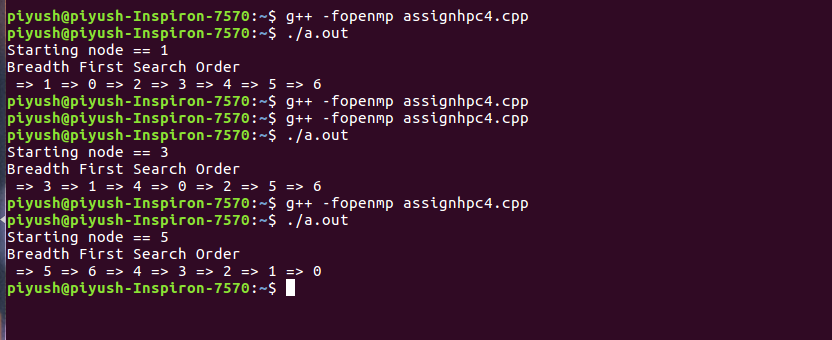 piyush@piyush-Inspiron-7570:~$ g++ -fopenmp assignhpc4.cpp
piyush@piyush-Inspiron-7570:~$ ./a.out
Starting node == 1
Breadth First Search Order
 => 1 => 0 => 2 => 3 => 4 => 5 => 6
piyush@piyush-Inspiron-7570:~$ g++ -fopenmp assignhpc4.cpp
piyush@piyush-Inspiron-7570:~$ g++ -fopenmp assignhpc4.cpp
piyush@piyush-Inspiron-7570:~$ ./a.out
Starting node == 3
Breadth First Search Order
 => 3 => 1 => 4 => 0 => 2 => 5 => 6
piyush@piyush-Inspiron-7570:~$ g++ -fopenmp assignhpc4.cpp
piyush@piyush-Inspiron-7570:~$ ./a.out
Starting node == 5
Breadth First Search Order
 => 5 => 6 => 4 => 3 => 2 => 1 => 0
piyush@piyush-Inspiron-7570:~$